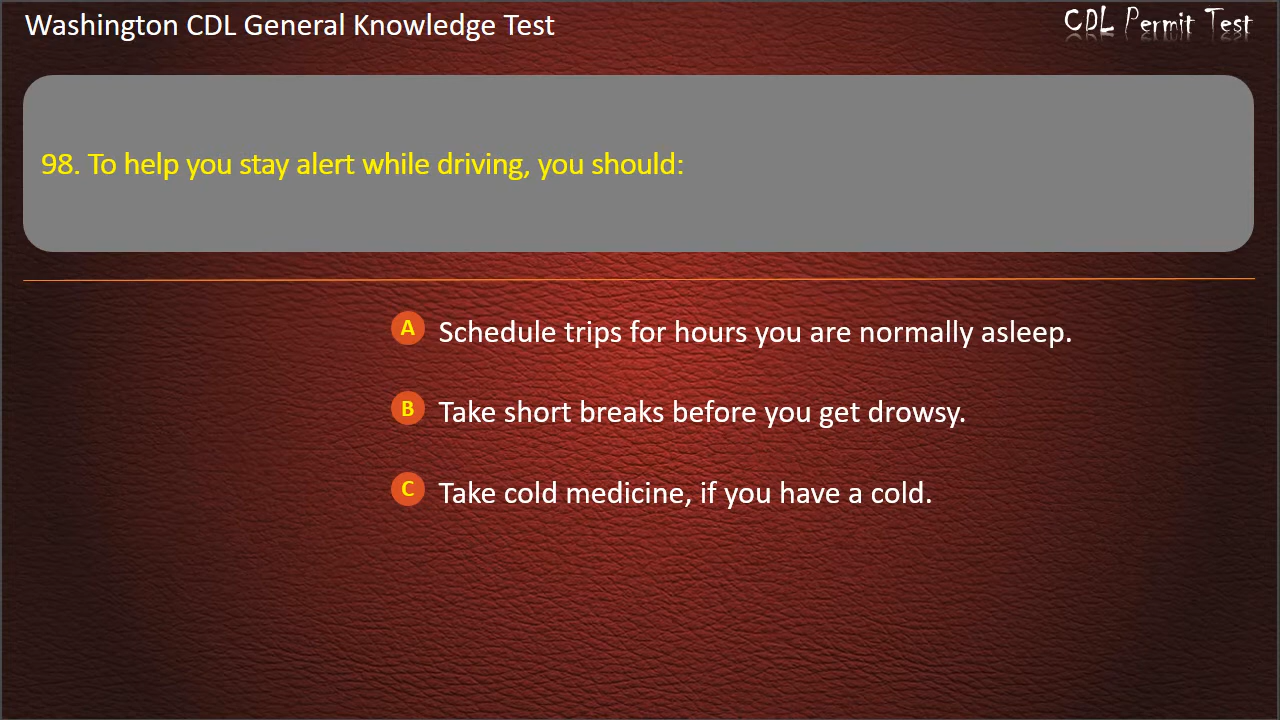 Washington CDL General Knowledge Test
CDL Permit Test
98. To help you stay alert while driving, you should:
A Schedule trips for hours you are normally asleep.
B Take short breaks before you get drowsy.
C Take cold medicine, if you have a cold.